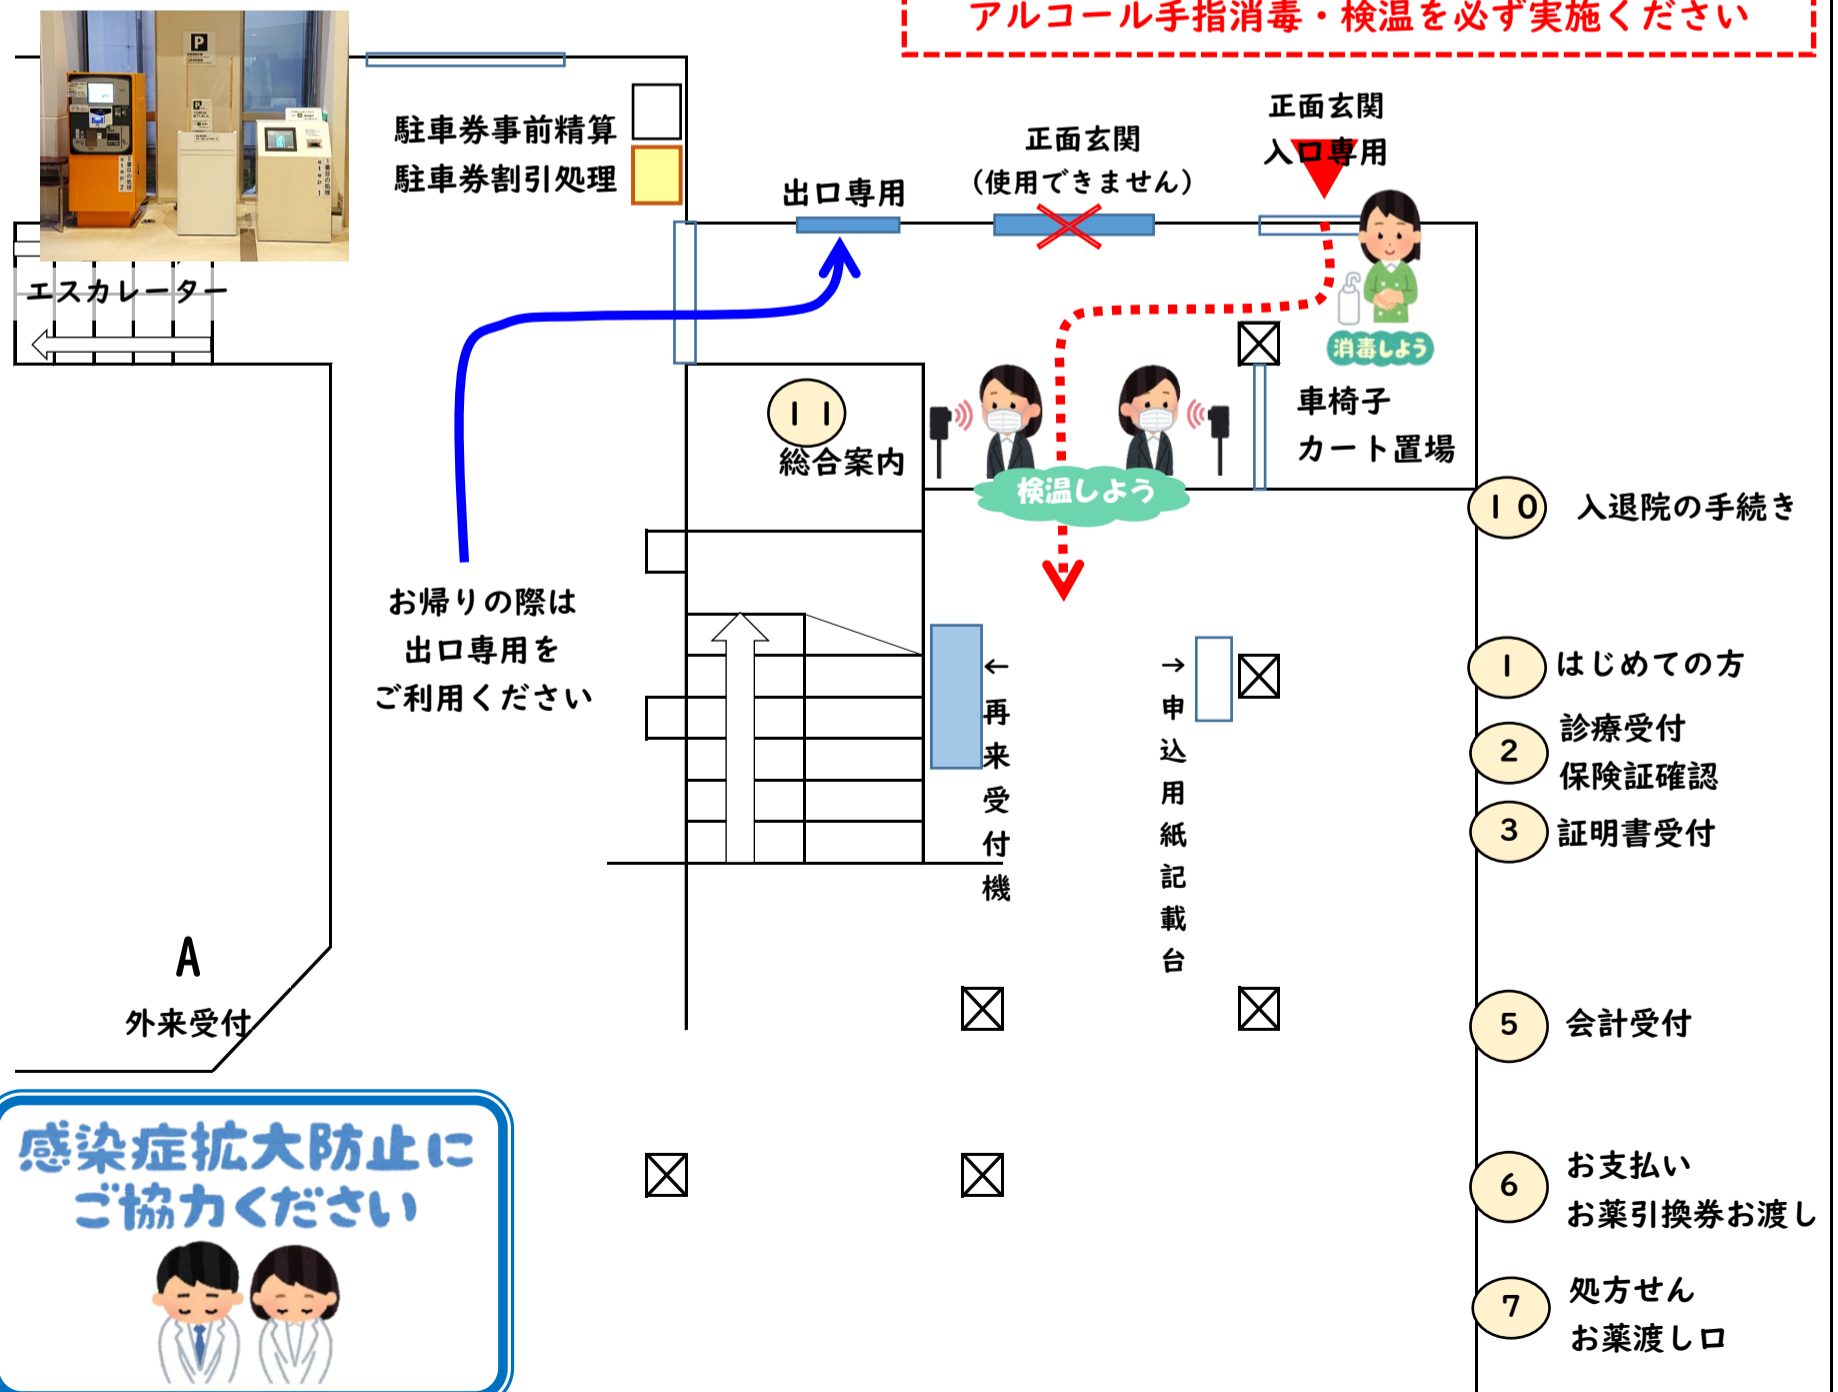 アルコール手指消毒・検温を必ず実施ください
P
駐車券事前精算
駐車券割引処理
出口専用
正面玄関
（使用できません）
正面玄関
入口専用
エスカレーター
消毒しよう
車椅子
カート置場
11
総合案内
検温しよう
10
入退院の手続き
お帰りの際は
出口専用を
ご利用ください
←再来受付機
→申込用紙記載台
1
はじめての方
2
診療受付
保険証確認
3
証明書受付
A
外来受付
5
会計受付
感染症拡大防止に
ご協力ください
6
お支払い
お薬引換券お渡し
7
処方せん
お薬渡し口